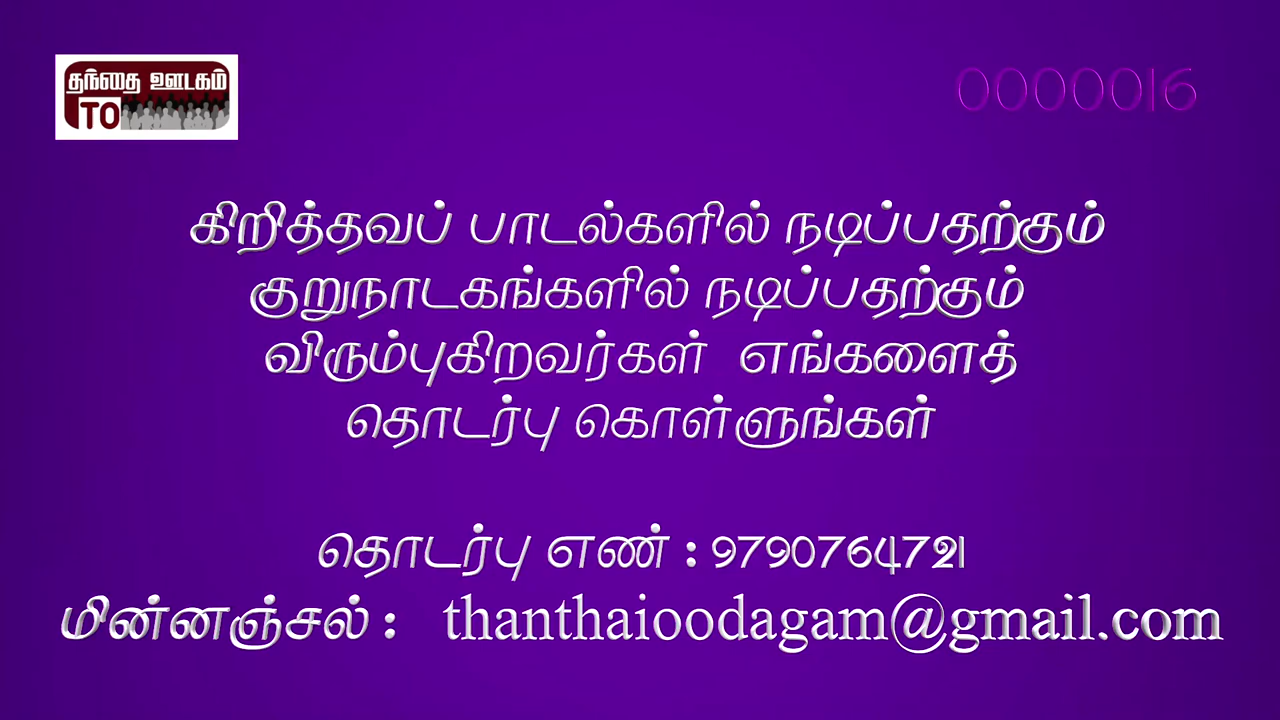 தந்தை ஊடகம்
TO
0000016
கிறித்தவப் பாடல்களில் நடிப்பதற்கும்
குறுநாடகங்களில் நடிப்பதற்கும்
விரும்புகிறவர்கள் எங்களைத்
தொடர்பு கொள்ளுங்கள்
தொடர்பு எண் : 9790764721
மின்னஞ்சல் : thanthaioodagam@gmail.com